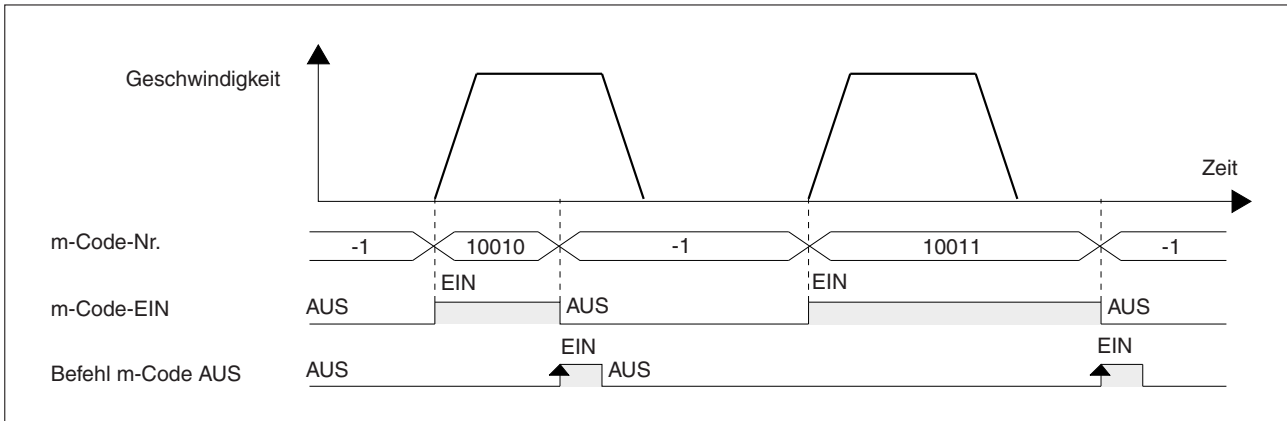 Geschwindigkeit
Zeit
m-Code-Nr. -1 10010 -1 10011 -1
EIN EIN
m-Code-EIN AUS AUS AUS
EIN EIN
Befehl m-Code AUS AUS AUS